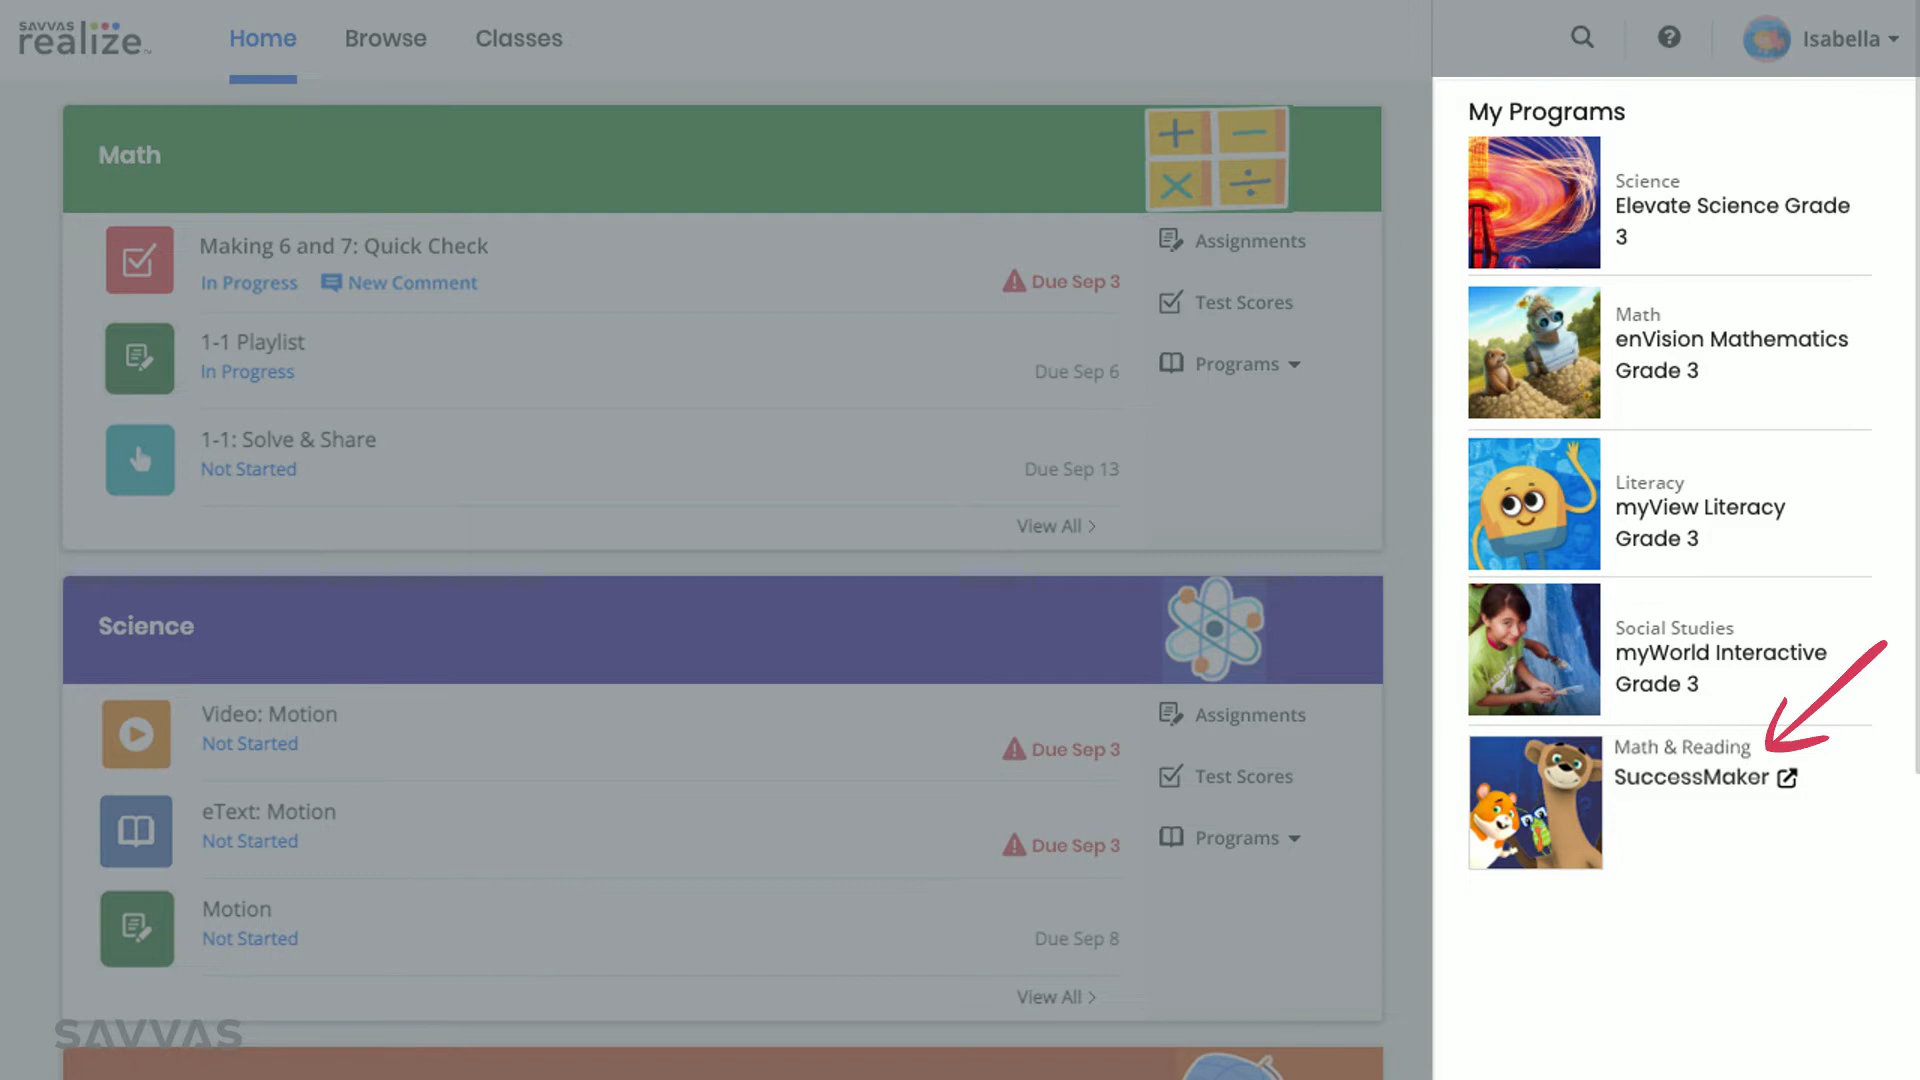 SAVVAS
realize™
Home
Browse
Classes
Isabella
Math
Making 6 and 7: Quick Check
In Progress
New Comment
Due Sep 3
1-1 Playlist
In Progress
Due Sep 6
1-1: Solve & Share
Not Started
Due Sep 13
View All >
Assignments
Test Scores
Programs
Science
Video: Motion
Not Started
Due Sep 3
eText: Motion
Not Started
Due Sep 3
Motion
Not Started
Due Sep 8
View All >
Assignments
Test Scores
Programs
SAVVAS
My Programs
Science
Elevate Science Grade
3
Math
enVision Mathematics
Grade 3
Literacy
myView Literacy
Grade 3
Social Studies
myWorld Interactive
Grade 3
Math & Reading
SuccessMaker